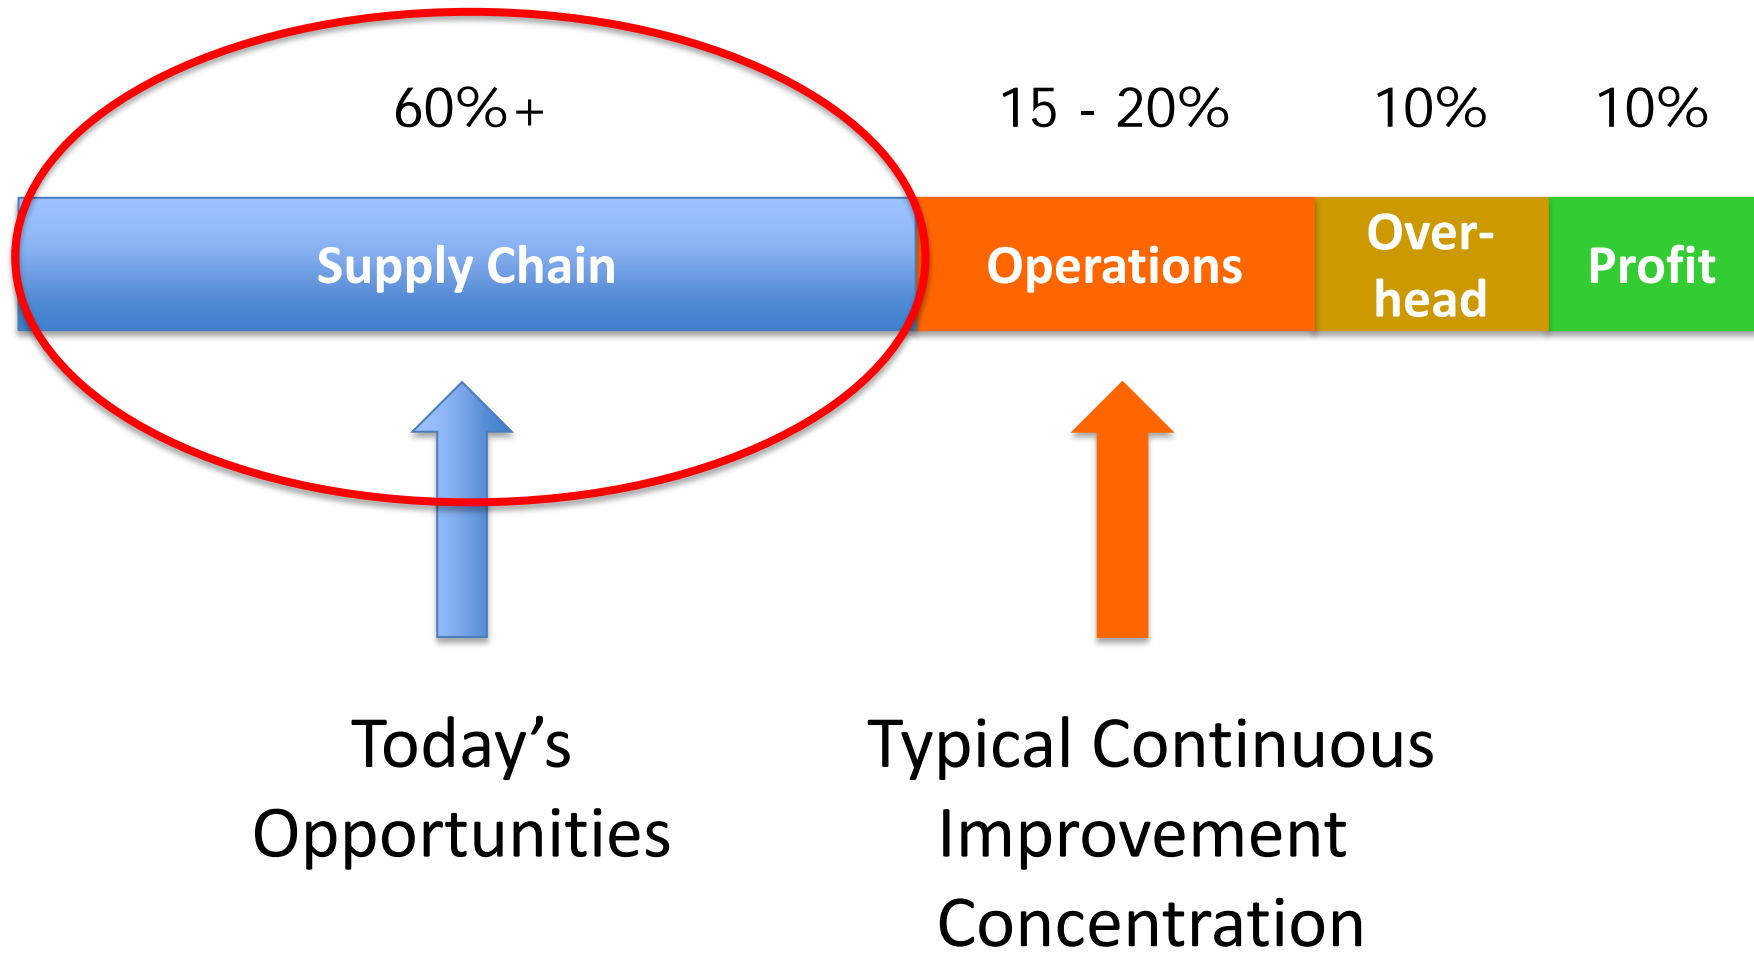 60%+
15 - 20%
10%
10%
Supply Chain
Operations
Over-
head
Profit
Today’s
Opportunities
Typical Continuous
Improvement
Concentration